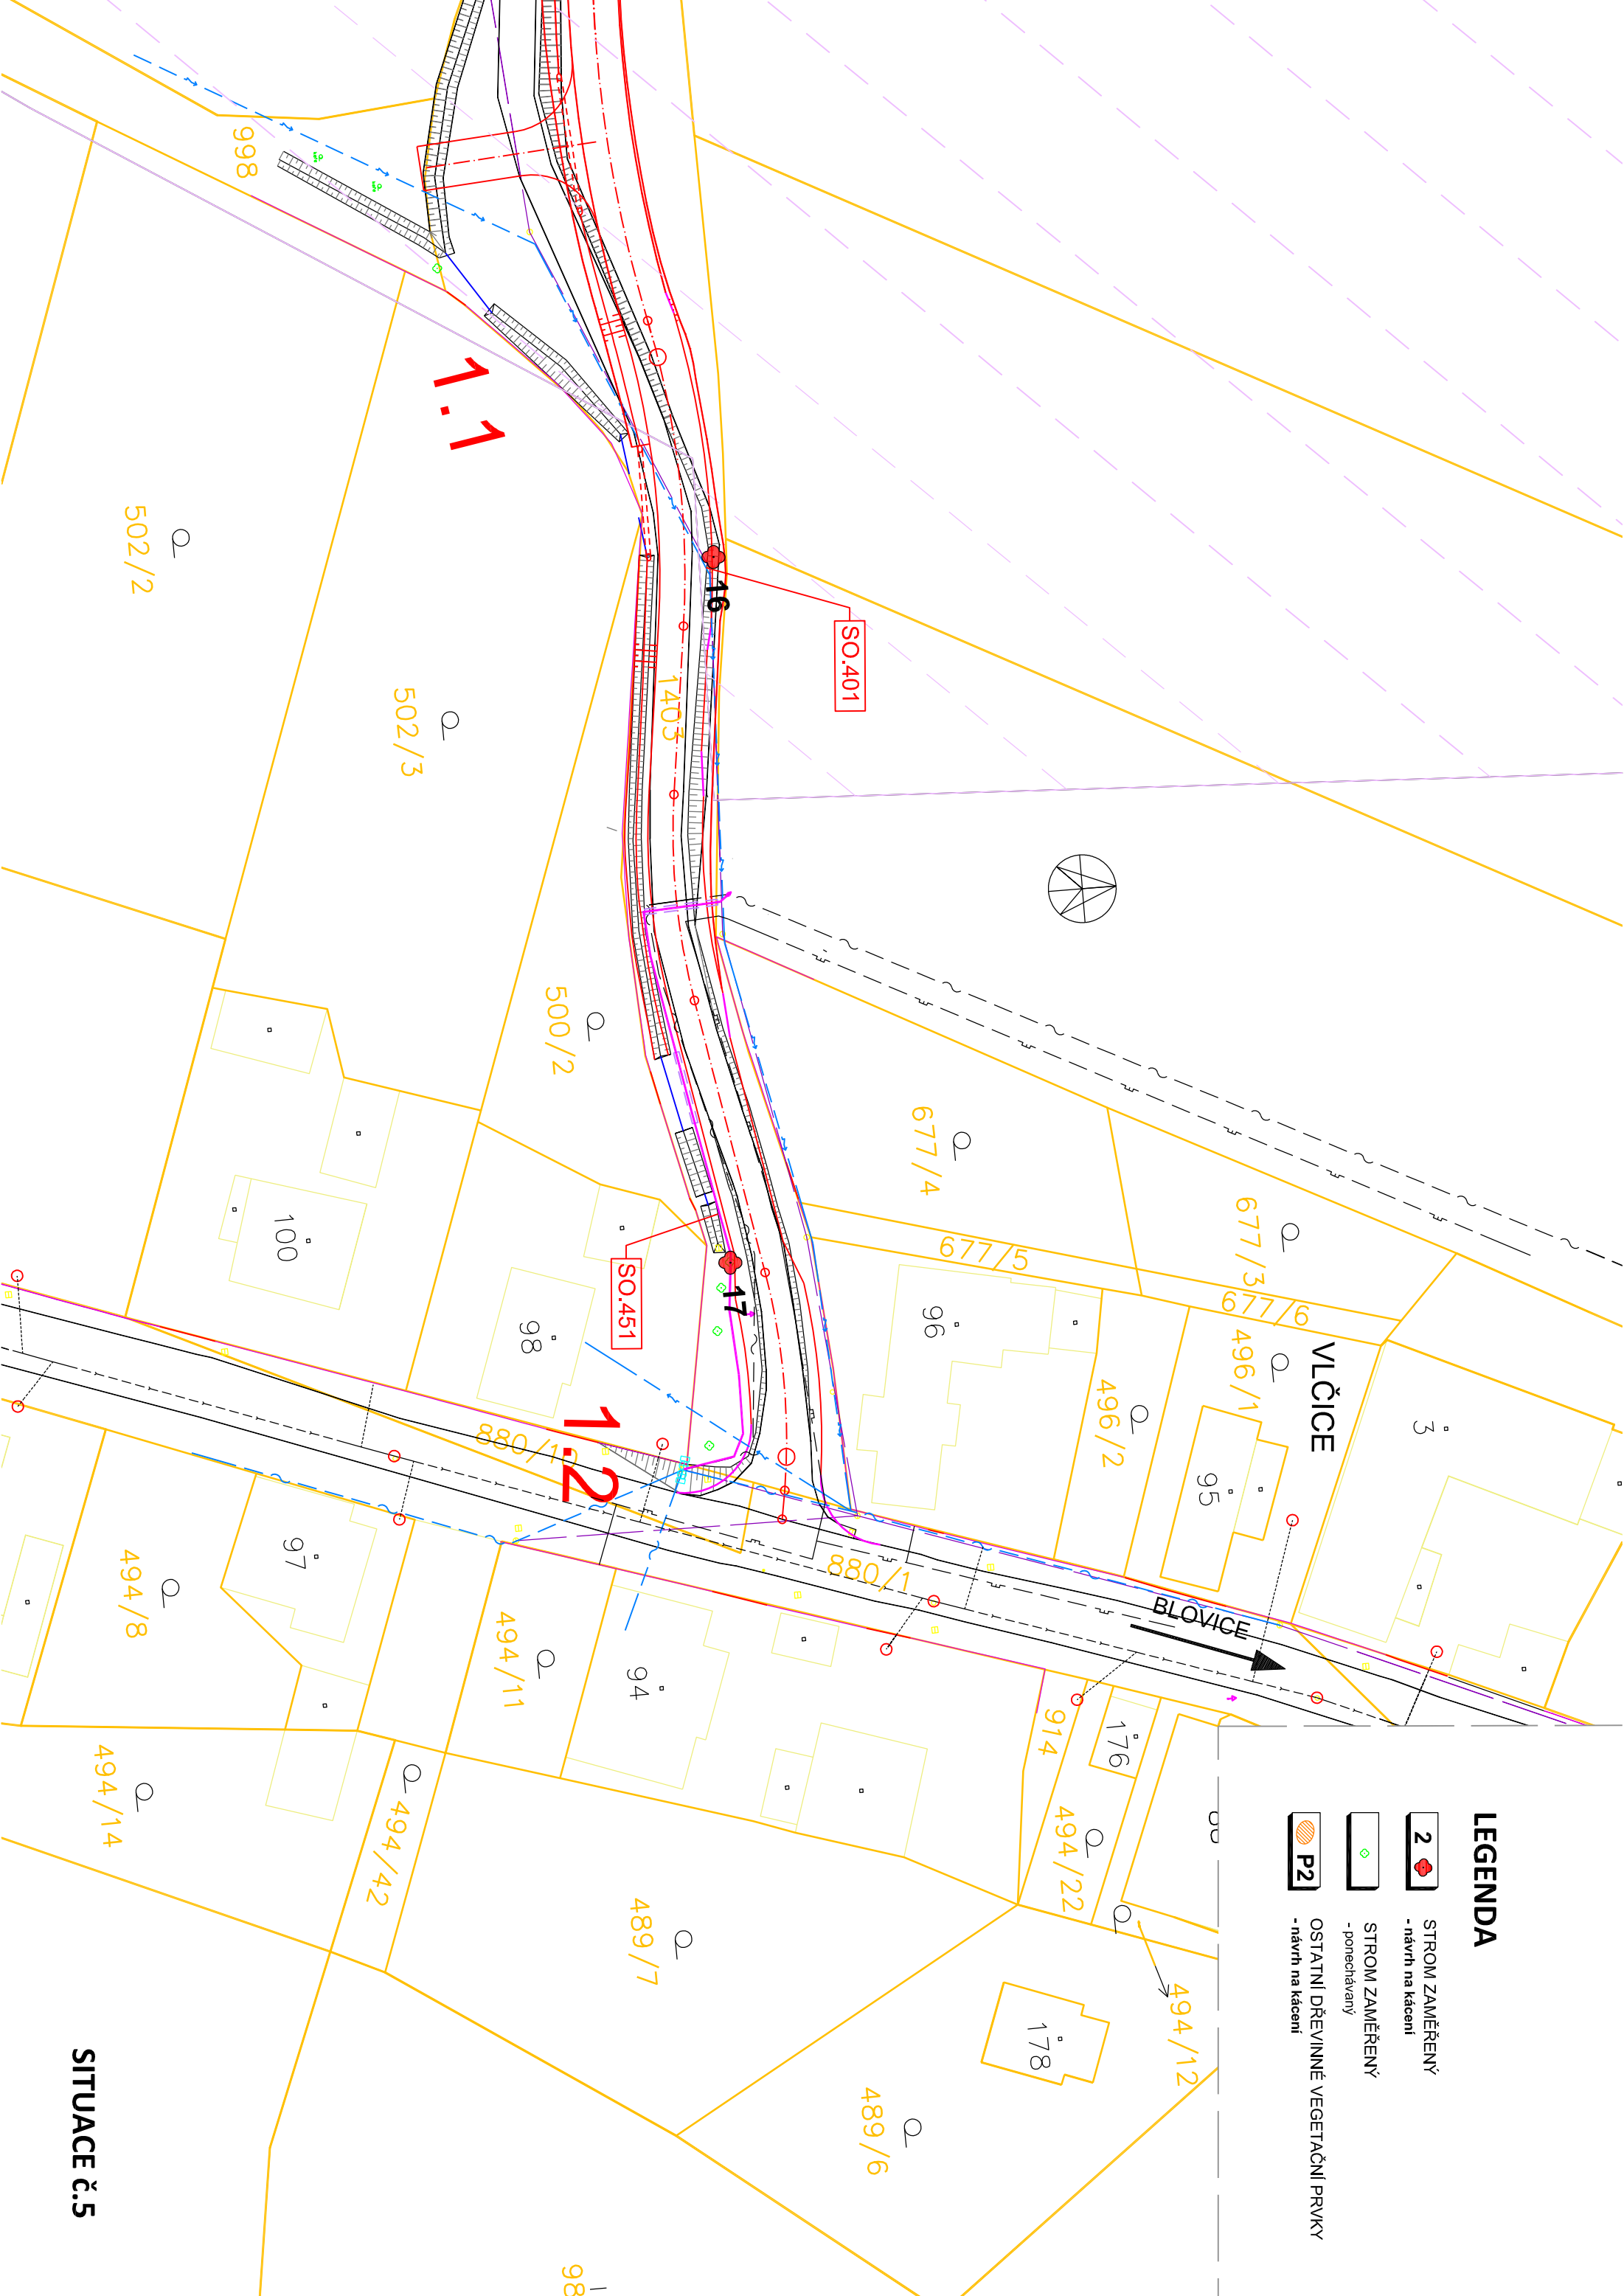 998
1.1
502/2
502/3
16
SO.401
1403
500/2
677/4
677/5
677/3
677/6
100
98
SO.451
17
96
496/2
496/1
VLČICE
95
3
1.2
880/1
BLOVICE
97
494/8
494/11
94
914
176
494/14
494/42
494/22
489/7
494/12
178
489/6
LEGENDA
2
STROM ZAMĚŘENÝ
- návrh na kácení
STROM ZAMĚŘENÝ
- ponechávaný
P2
OSTATNÍ DŘEVINNÉ VEGETAČNÍ PRVKY
- návrh na kácení
SITUACE č.5